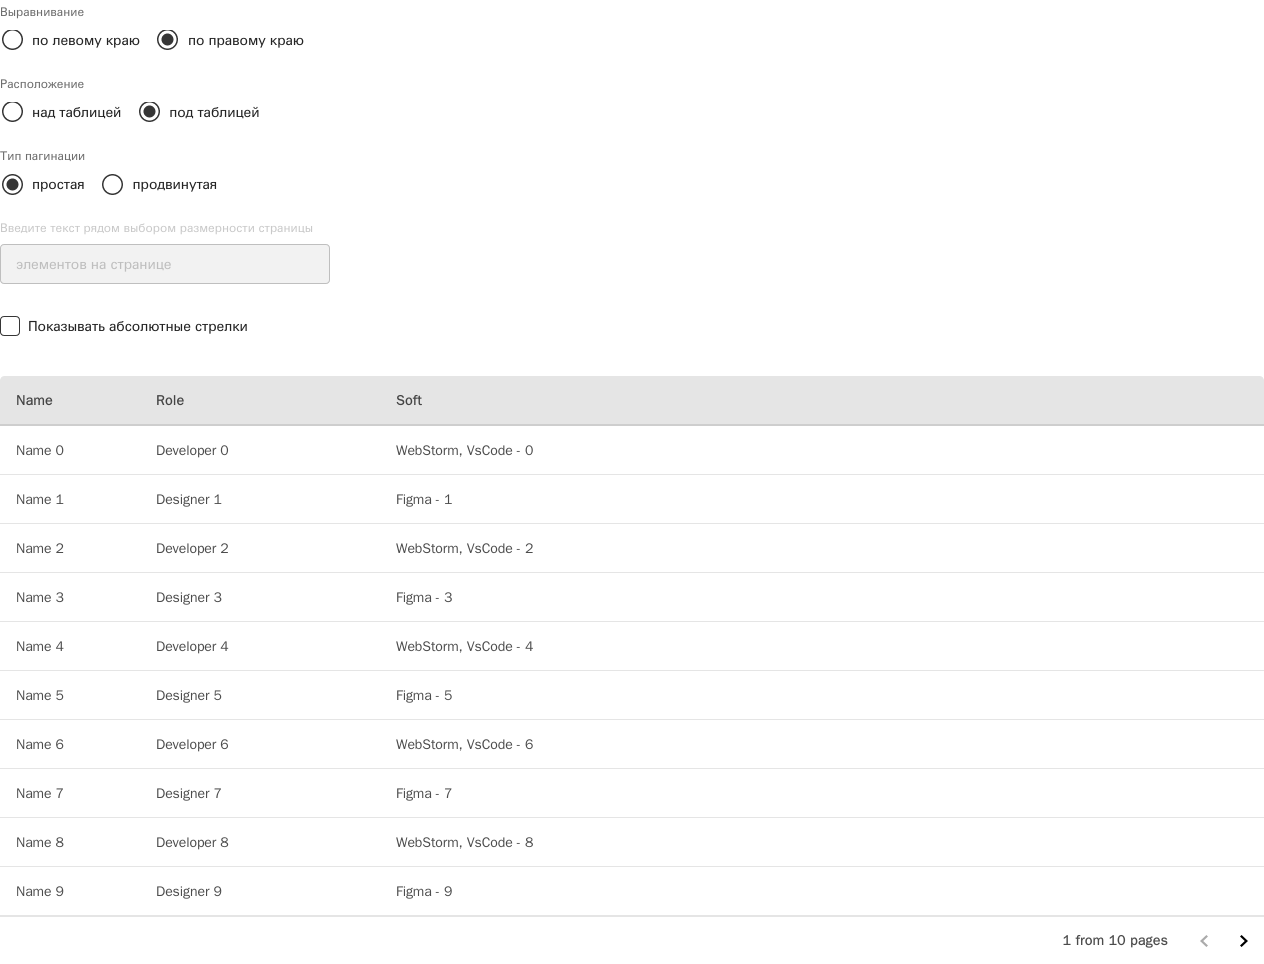 Выравнивание
по левому краю по правому краю
Расположение
над таблицей под таблицей
Тип пагинации
простая продвинутая
Введите текст рядом выбором размерности страницы
элементов на странице
Показывать абсолютные стрелки
Name Role Soft
Name 0 Developer 0 WebStorm, VsCode - 0
Name 1 Designer 1 Figma - 1
Name 2 Developer 2 WebStorm, VsCode - 2
Name 3 Designer 3 Figma - 3
Name 4 Developer 4 WebStorm, VsCode - 4
Name 5 Designer 5 Figma - 5
Name 6 Developer 6 WebStorm, VsCode - 6
Name 7 Designer 7 Figma - 7
Name 8 Developer 8 WebStorm, VsCode - 8
Name 9 Designer 9 Figma - 9
1 from 10 pages